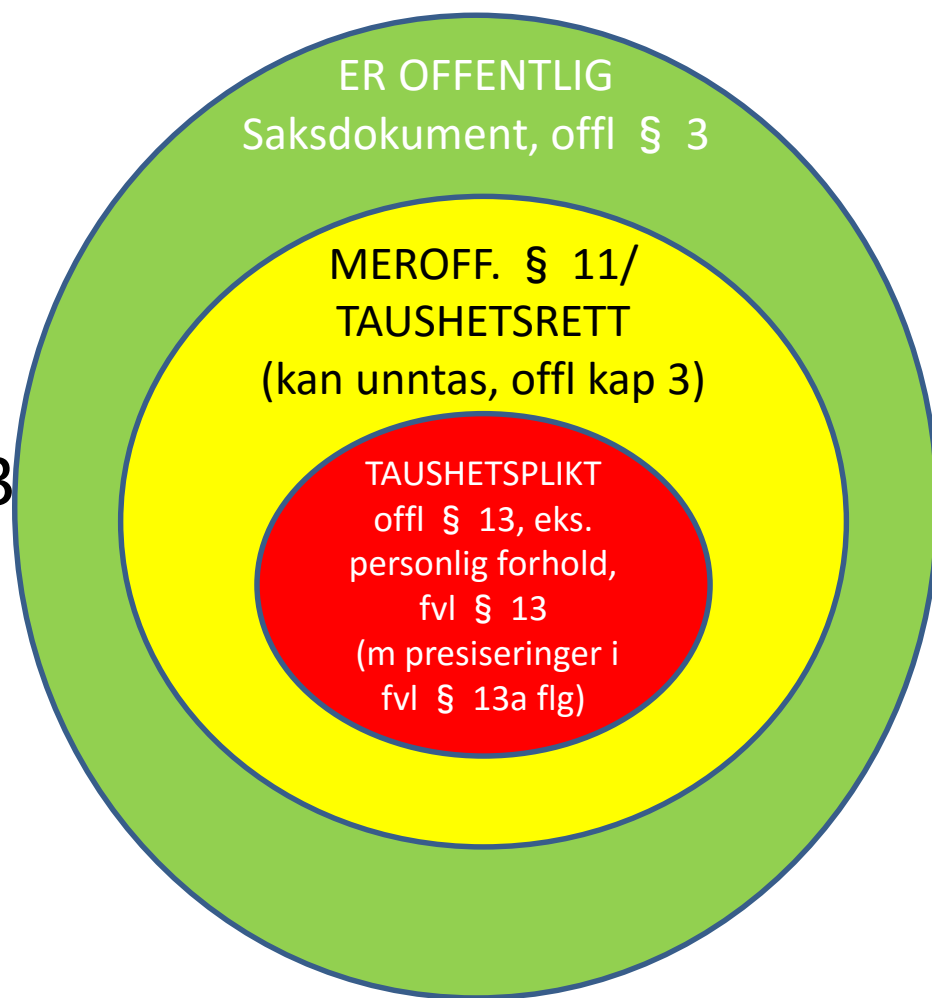 ER OFFENTLIG
Saksdokument, offl § 3
MEROFF. § 11/
TAUSHETSRETT
(kan unntas, offl kap 3)
TAUSHETSPLIKT
offl § 13, eks.
personlig forhold,
fvl § 13
(m presiseringer i
fvl § 13a flg)